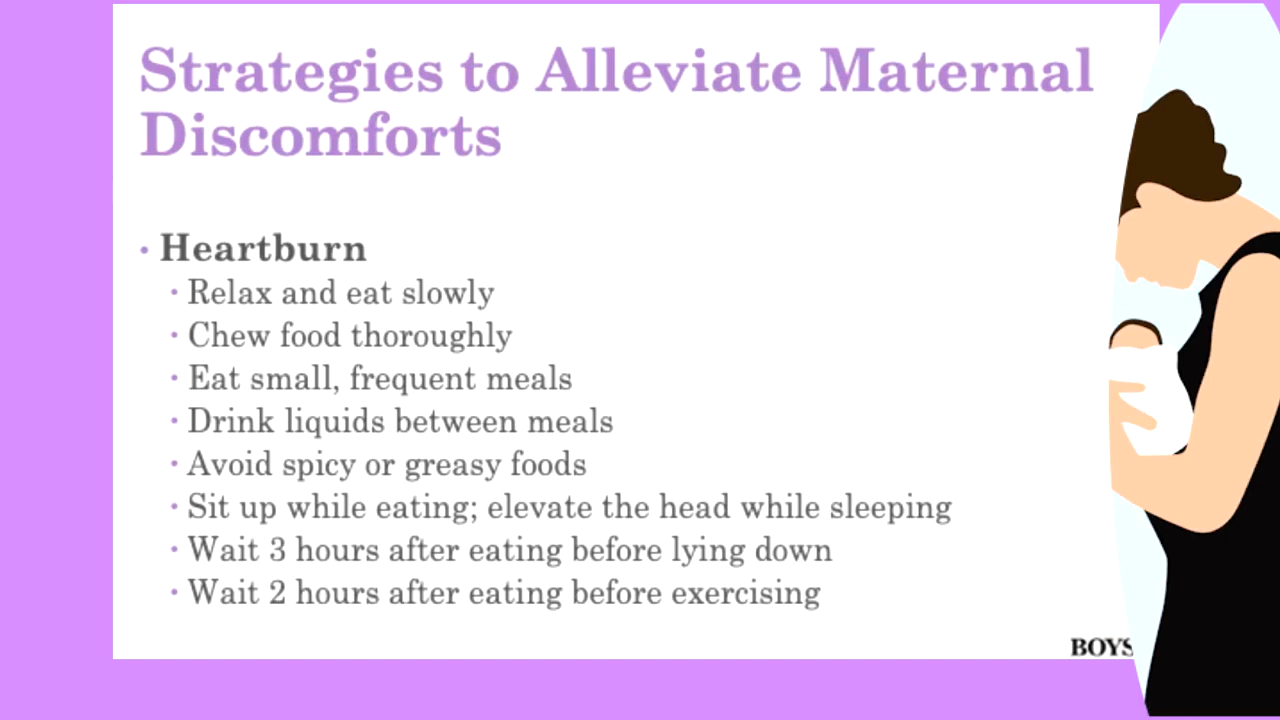 Strategies to Alleviate Maternal
Discomforts
• Heartburn
• Relax and eat slowly
• Chew food thoroughly
• Eat small, frequent meals
• Drink liquids between meals
• Avoid spicy or greasy foods
• Sit up while eating; elevate the head while sleeping
• Wait 3 hours after eating before lying down
• Wait 2 hours after eating before exercising
BOYS